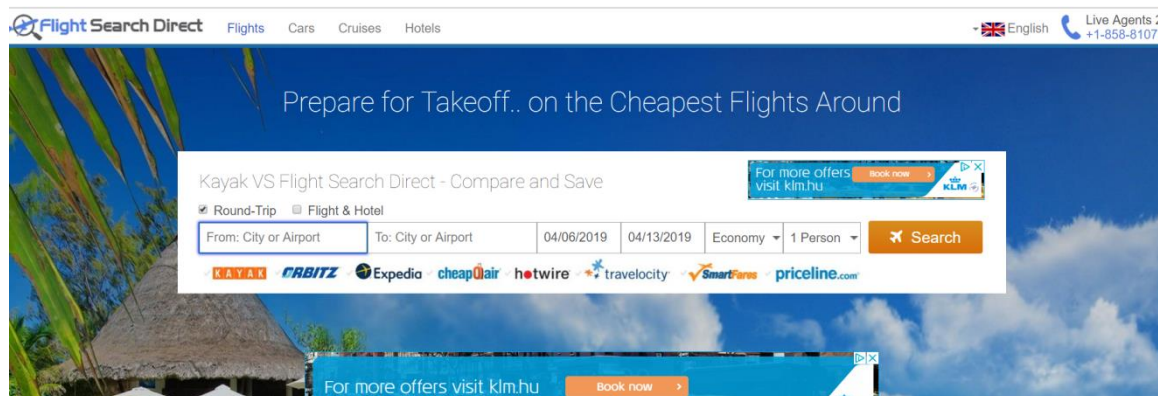 Flight Search Direct Flights Cars Cruises Hotels English Live Agents 2
+1-858-8107
Prepare for Takeoff.. on the Cheapest Flights Around
Kayak VS Flight Search Direct - Compare and Save
For more offers
visit klm.hu
Book now >
KLM
Round-Trip Flight & Hotel
From: City or Airport To: City or Airport 04/06/2019 04/13/2019 Economy 1 Person Search
KAYAK ORBITZ Expedia cheapOair hotwire travelocity SmartFares priceline.com
For more offers visit klm.hu Book now >